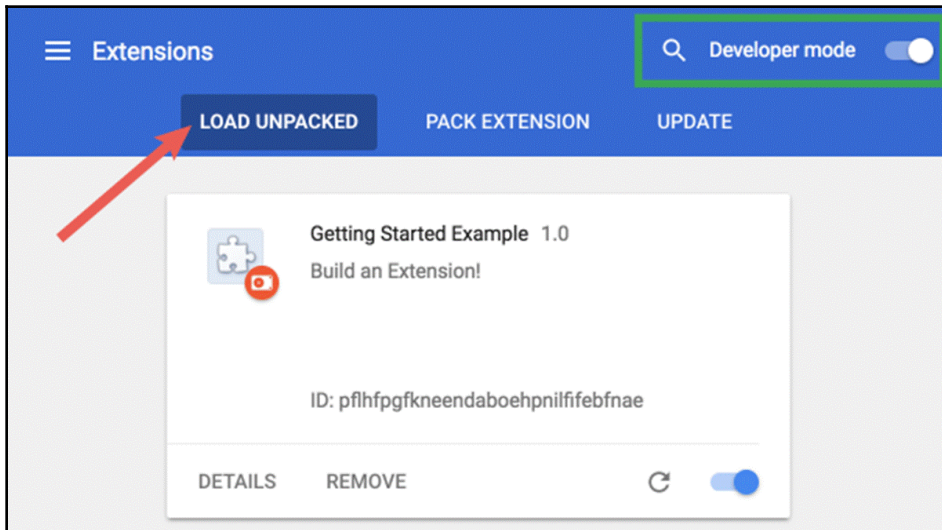 Extensions
Developer mode
LOAD UNPACKED PACK EXTENSION UPDATE
Getting Started Example 1.0
Build an Extension!
ID: pflhfpgfkneendaboehpnilfifebfnae
DETAILS REMOVE